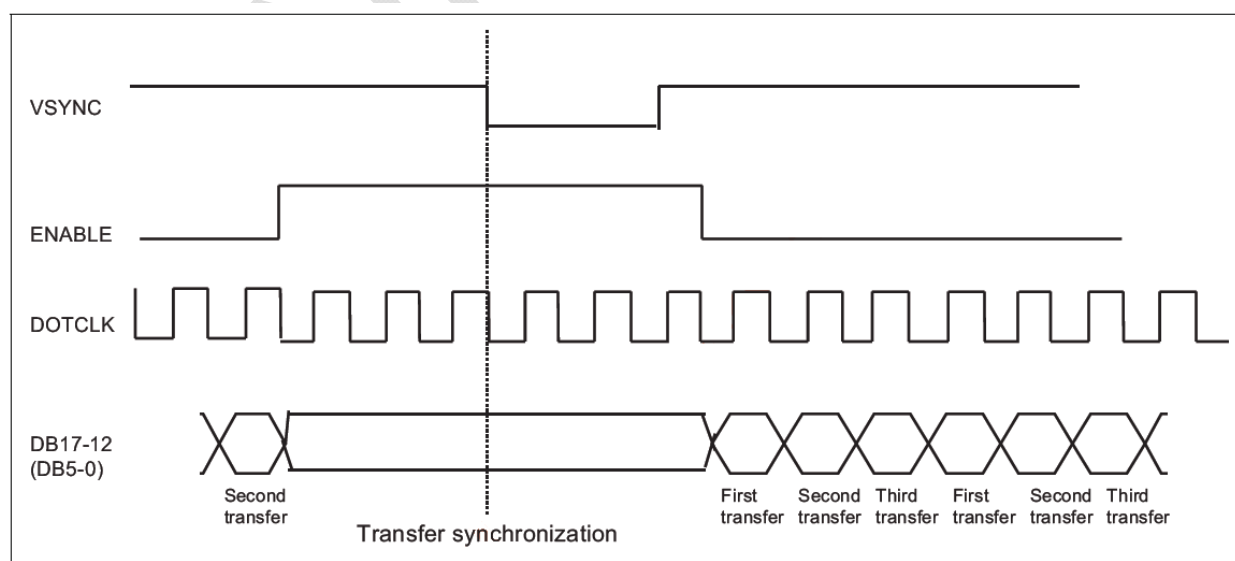 VSYNC
ENABLE
DOTCLK
DB17-12
(DB5-0)
Second
transfer
First
transfer
Second
transfer
Third
transfer
First
transfer
Second
transfer
Third
transfer
Transfer synchronization